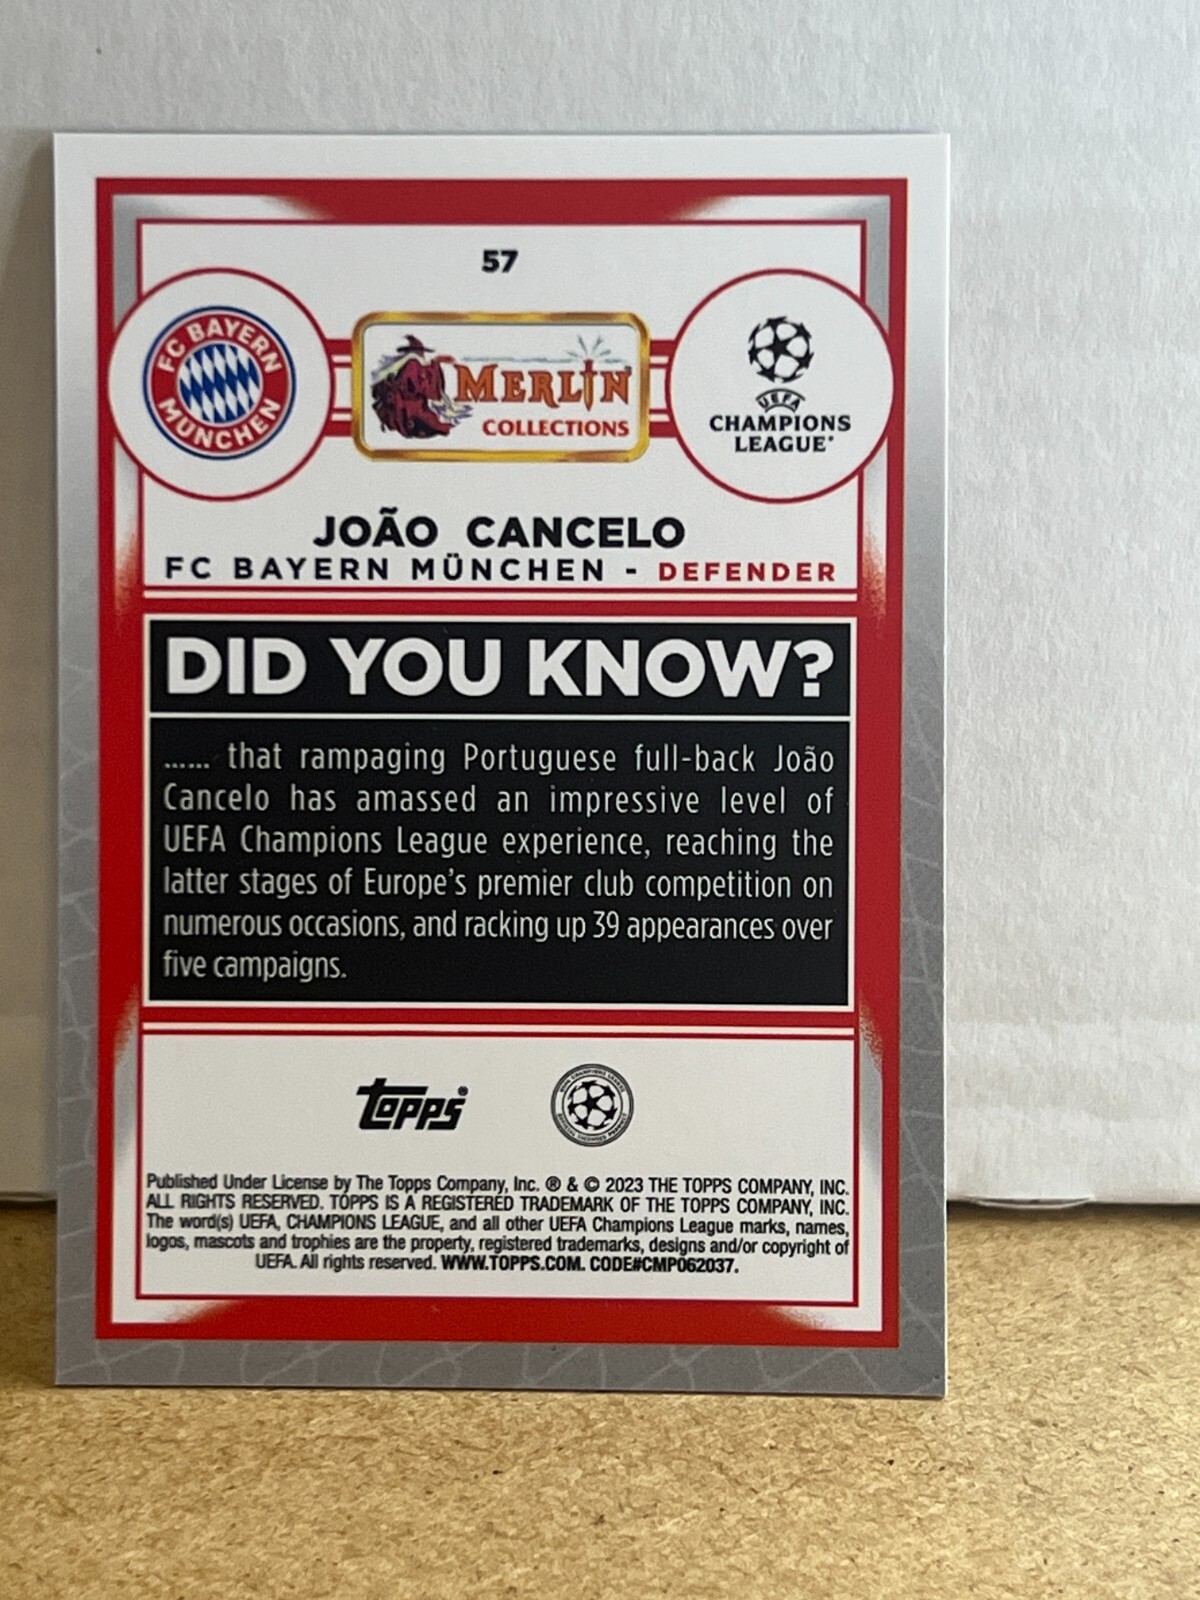 57
FC BAYERN
MÜNCHEN
MERLIN
COLLECTIONS
UEFA
CHAMPIONS
LEAGUE®
JOÃO CANCELO
FC BAYERN MÜNCHEN - DEFENDER
DID YOU KNOW?
...... that rampaging Portuguese full-back João
Cancelo has amassed an impressive level of
UEFA Champions League experience, reaching the
latter stages of Europe's premier club competition on
numerous occasions, and racking up 39 appearances over
five campaigns.
topps®
Published Under License by The Topps Company, Inc. ® & © 2023 THE TOPPS COMPANY, INC.
ALL RIGHTS RESERVED. TOPPS IS A REGISTERED TRADEMARK OF THE TOPPS COMPANY, INC.
The word(s) UEFA, CHAMPIONS LEAGUE, and all other UEFA Champions League marks, names,
logos, mascots and trophies are the property, registered trademarks, designs and/or copyright of
UEFA. All rights reserved. WWW.TOPPS.COM. CODE#CMP062037.